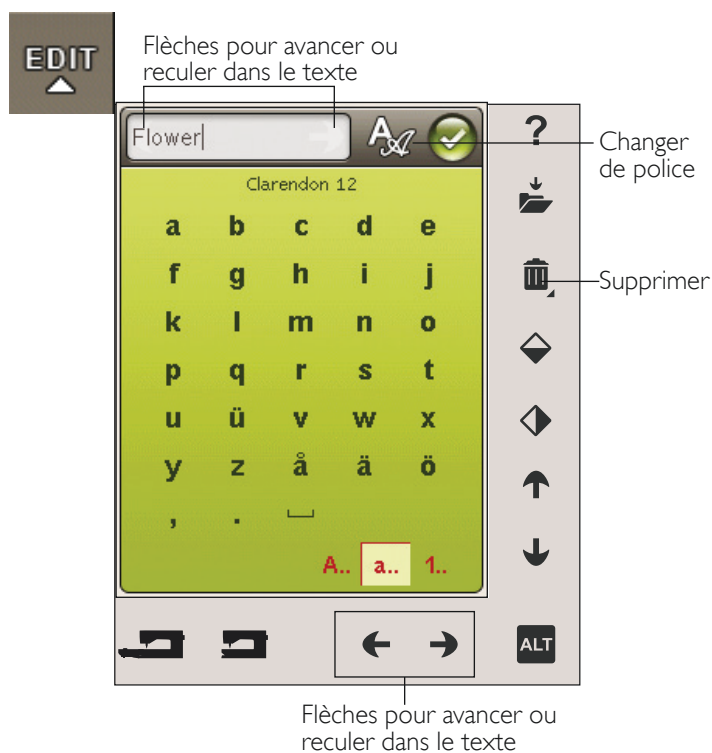 EDIT
Flèches pour avancer ou
reculer dans le texte
Flower
A A
?
Changer
de police
Clarendon 12
a b c d e
f g h i j
Supprimer
k l m n o
p q r s t
u ü v w x
y z å ä ö
, .
A.. a.. 1..
ALT
Flèches pour avancer ou
reculer dans le texte